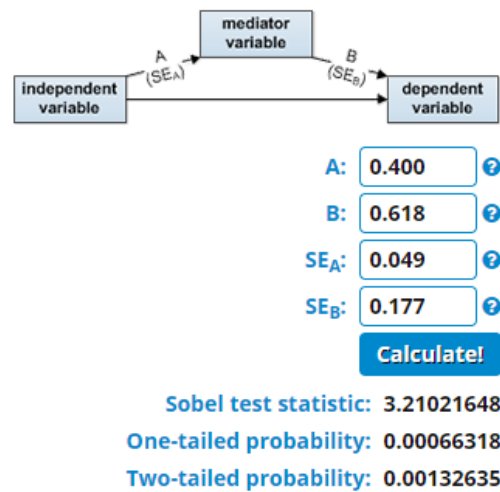 mediator
variable
A
(SEA)
B
(SEB)
independent
variable
dependent
variable
A: 0.400 ?
B: 0.618 ?
SEA: 0.049 ?
SEB: 0.177 ?
Calculate!
Sobel test statistic: 3.21021648
One-tailed probability: 0.00066318
Two-tailed probability: 0.00132635